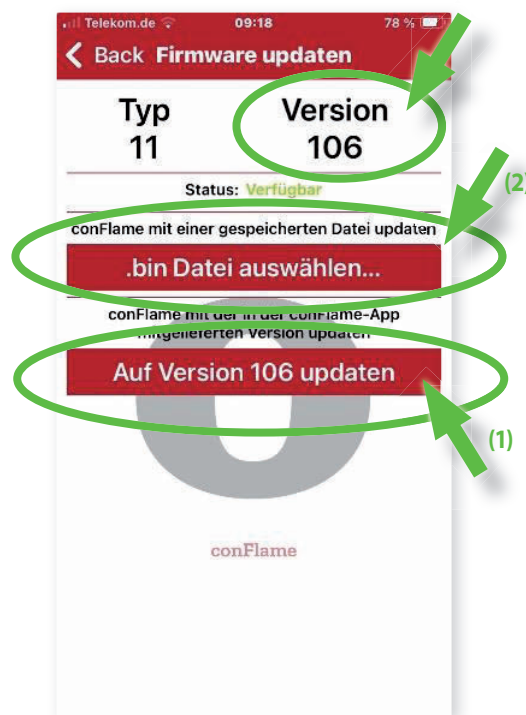 Telekom.de 09:18 78 %
Back Firmware updaten
Typ Version
11 106
Status: Verfügbar
(2)
conFlame mit einer gespeicherten Datei updaten
.bin Datei auswählen...
conFlame mit der in der conFlame-App
mitgelieferten Version updaten
Auf Version 106 updaten
(1)
conFlame